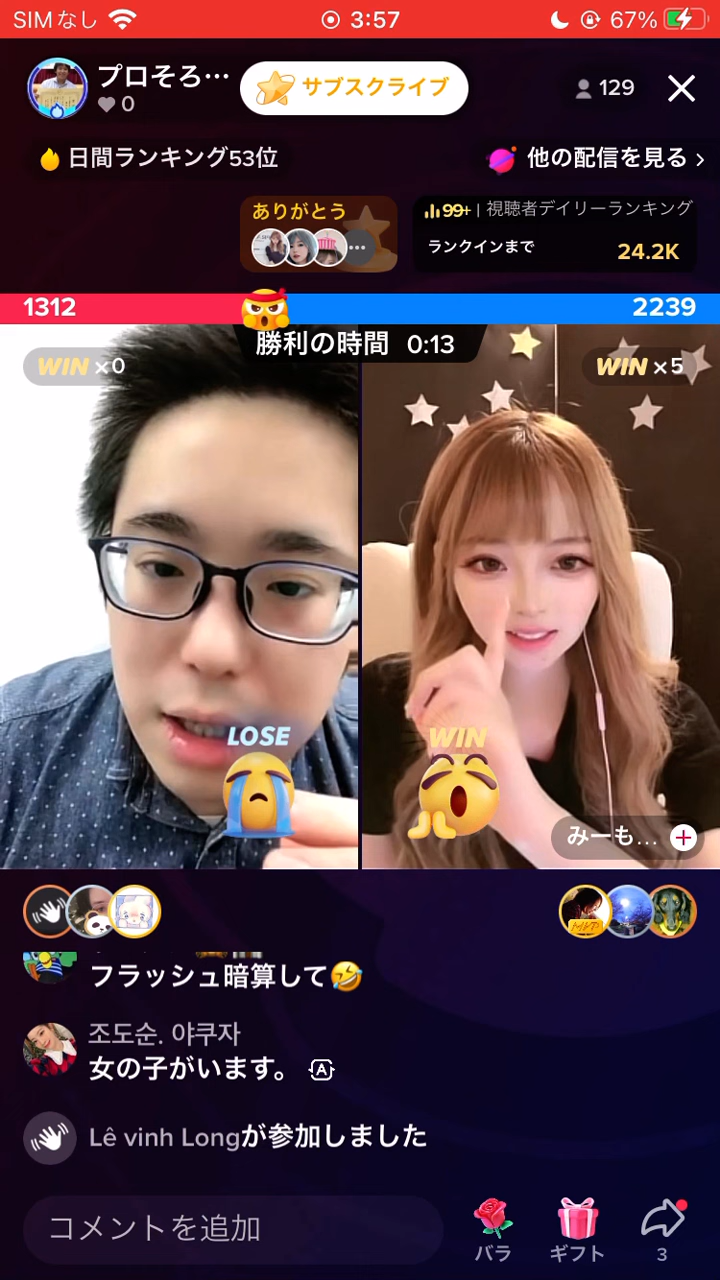 SIMなし 3:57 67%
プロそろ… サブスクライブ 129
0
日間ランキング53位 他の配信を見る
ありがとう 99+ | 視聴者デイリーランキング
ランクインまで 24.2K
1312 2239
勝利の時間 0:13
WIN ×0 WIN ×5
LOSE WIN
みーも…
フラッシュ暗算して🤣
조도순. 야쿠자
女の子がいます。 A
Lê vinh Longが参加しました
コメントを追加
バラ ギフト 3